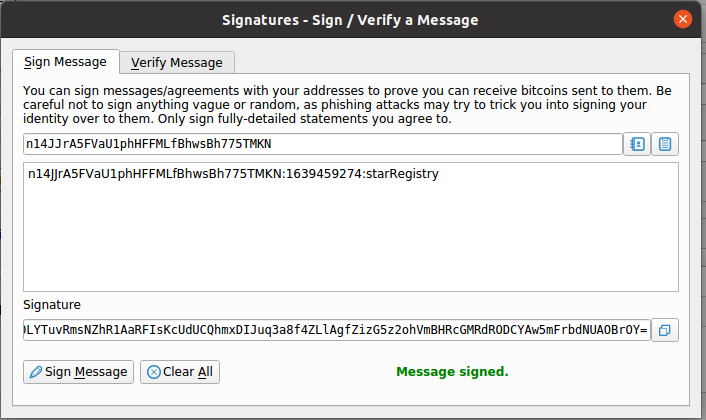 Signatures - Sign / Verify a Message
Sign Message
Verify Message
You can sign messages/agreements with your addresses to prove you can receive bitcoins sent to them. Be
careful not to sign anything vague or random, as phishing attacks may try to trick you into signing your
identity over to them. Only sign fully-detailed statements you agree to.
n14JJrA5FVaU1phHFFMLfBhwsBh775TMKN
n14JJrA5FVaU1phHFFMLfBhwsBh775TMKN:1639459274:starRegistry
Signature
LYTuvRmsNZhR1AaRFIsKcUdUCQhmxDIJuq3a8f4ZLlAgfZizG5z2ohVmBHRcGMRdRODCYAw5mFrbdNUAOBrOY=
Sign Message
Clear All
Message signed.